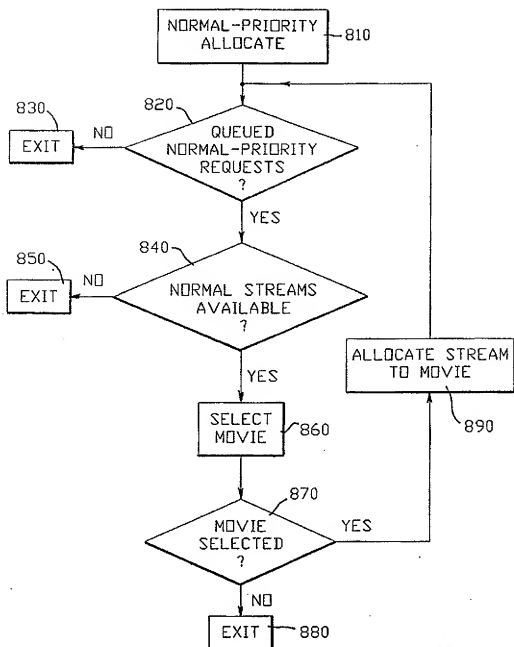 NORMAL-PRIORITY
ALLOCATE
810
820
830
NO
EXIT
QUEUED
NORMAL-PRIORITY
REQUESTS
?
YES
840
850
NO
EXIT
NORMAL STREAMS
AVAILABLE
?
YES
ALLOCATE STREAM
TO MOVIE
890
SELECT
MOVIE
860
870
MOVIE
SELECTED
?
YES
NO
EXIT
880